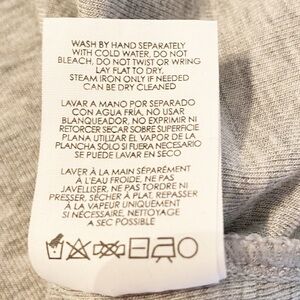 WASH BY HAND SEPARATELY
WITH COLD WATER, DO NOT
BLEACH, DO NOT TWIST OR WRING
LAY FLAT TO DRY,
STEAM IRON ONLY IF NEEDED
CAN BE DRY CLEANED
LAVAR A MANO POR SEPARADO
CON AGUA FRÍA, NO USAR
BLANQUEADOR, NO EXPRIMIR NI
RETORCER SECAR SOBRE SUPERFICIE
PLANA UTILIZAR EL VAPOR DE LA
PLANCHA SÓLO SI FUERA NECESARIO
SE PUEDE LAVAR EN SECO
LAVER À LA MAIN SÉPARÉMENT
À L'EAU FROIDE, NE PAS
JAVELLISER, NE PAS TORDRE NI
PRESSER, SÉCHER À PLAT, REPASSER
À LA VAPEUR UNIQUEMENT
SI NÉCESSAIRE, NETTOYAGE
A SEC POSSIBLE